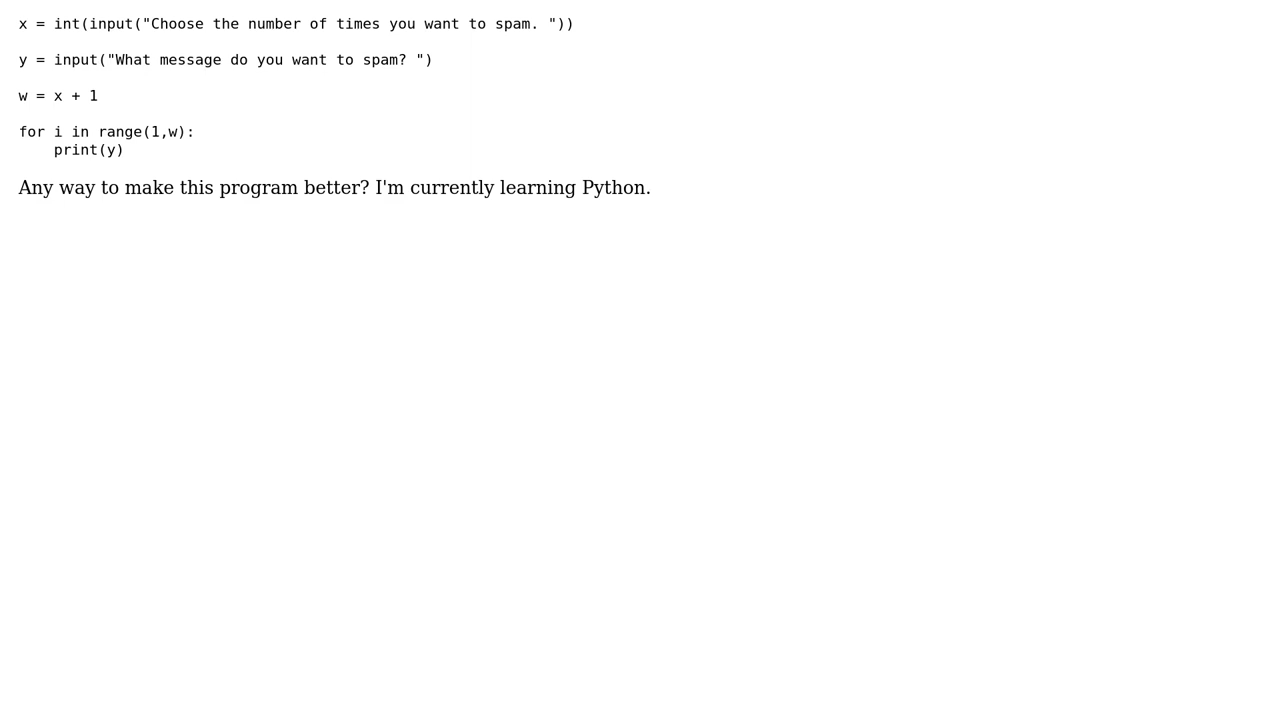 x = int(input("Choose the number of times you want to spam. "))
y = input("What message do you want to spam? ")
w = x + 1
for i in range(1,w):
    print(y)
Any way to make this program better? I'm currently learning Python.